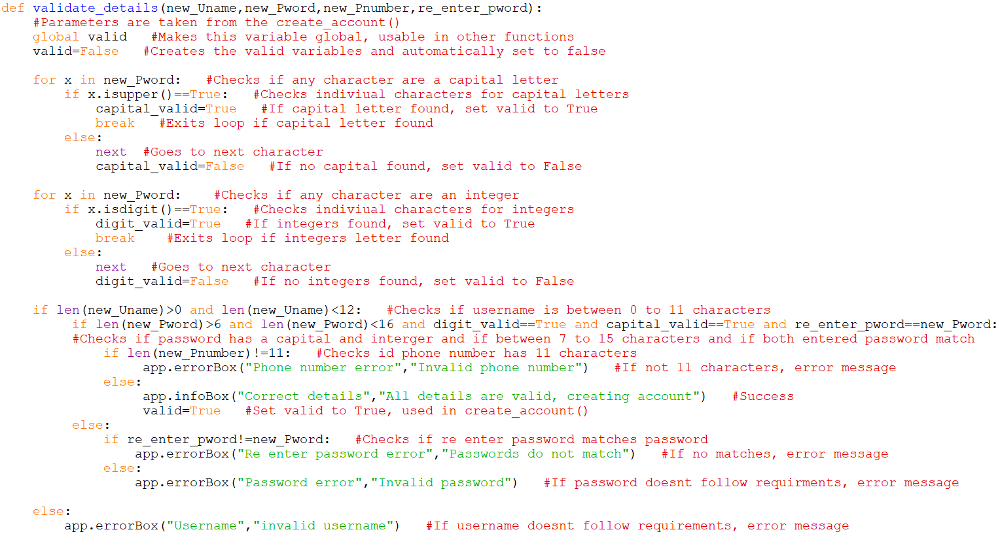 def validate_details(new_Uname,new_Pword,new_Pnumber,re_enter_pword):
    #Parameters are taken from the create_account()
    global valid   #Makes this variable global, usable in other functions
    valid=False   #Creates the valid variables and automatically set to false

    for x in new_Pword:   #Checks if any character are a capital letter
        if x.isupper()==True:   #Checks indiviual characters for capital letters
            capital_valid=True   #If capital letter found, set valid to True
            break   #Exits loop if capital letter found
        else:
            next  #Goes to next character
            capital_valid=False   #If no capital found, set valid to False

    for x in new_Pword:    #Checks if any character are an integer
        if x.isdigit()==True:   #Checks indiviual characters for integers
            digit_valid=True   #If integers found, set valid to True
            break    #Exits loop if integers letter found
        else:
            next   #Goes to next character
            digit_valid=False   #If no integers found, set valid to False

    if len(new_Uname)>0 and len(new_Uname)<12:   #Checks if username is between 0 to 11 characters
         if len(new_Pword)>6 and len(new_Pword)<16 and digit_valid==True and capital_valid==True and re_enter_pword==new_Pword:
         #Checks if password has a capital and interger and if between 7 to 15 characters and if both entered password match
             if len(new_Pnumber)!=11:   #Checks id phone number has 11 characters
                  app.errorBox("Phone number error","Invalid phone number")   #If not 11 characters, error message
             else:
                  app.infoBox("Correct details","All details are valid, creating account")   #Success
                  valid=True   #Set valid to True, used in create_account()
         else:
             if re_enter_pword!=new_Pword:   #Checks if re enter password matches password
                 app.errorBox("Re enter password error","Passwords do not match")   #If no matches, error message
             else:
                 app.errorBox("Password error","Invalid password")   #If password doesnt follow requirments, error message

    else:
        app.errorBox("Username","invalid username")   #If username doesnt follow requirements, error message